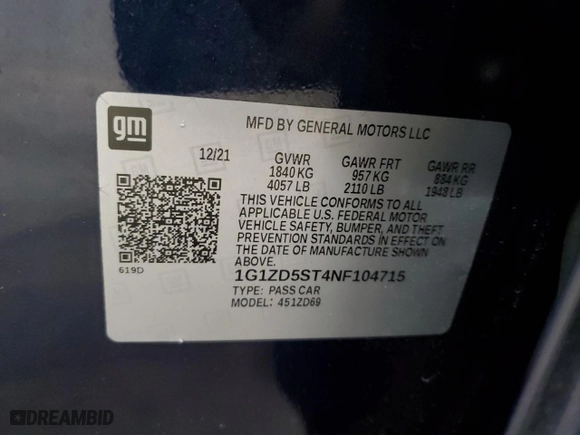 gm
MFD BY GENERAL MOTORS LLC
12/21 GVWR GAWR FRT GAWR RR
1840 KG 957 KG 884 KG
4057 LB 2110 LB 1948 LB
THIS VEHICLE CONFORMS TO ALL
APPLICABLE U.S. FEDERAL MOTOR
VEHICLE SAFETY, BUMPER, AND THEFT
PREVENTION STANDARDS IN EFFECT ON
THE DATE OF MANUFACTURE SHOWN
ABOVE.
619D
1G1ZD5ST4NF104715
TYPE: PASS CAR
MODEL: 451ZD69
DREAMBID